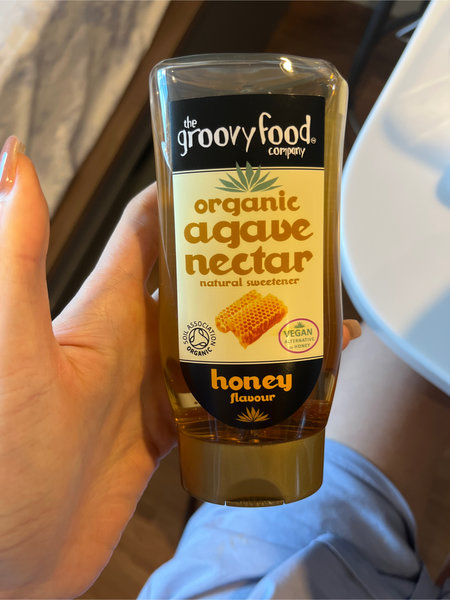 the
groovy food
company
organic
agave
nectar
natural sweetener
SOIL ASSOCIATION
ORGANIC
VEGAN
ALTERNATIVE
to HONEY
honey
flavour